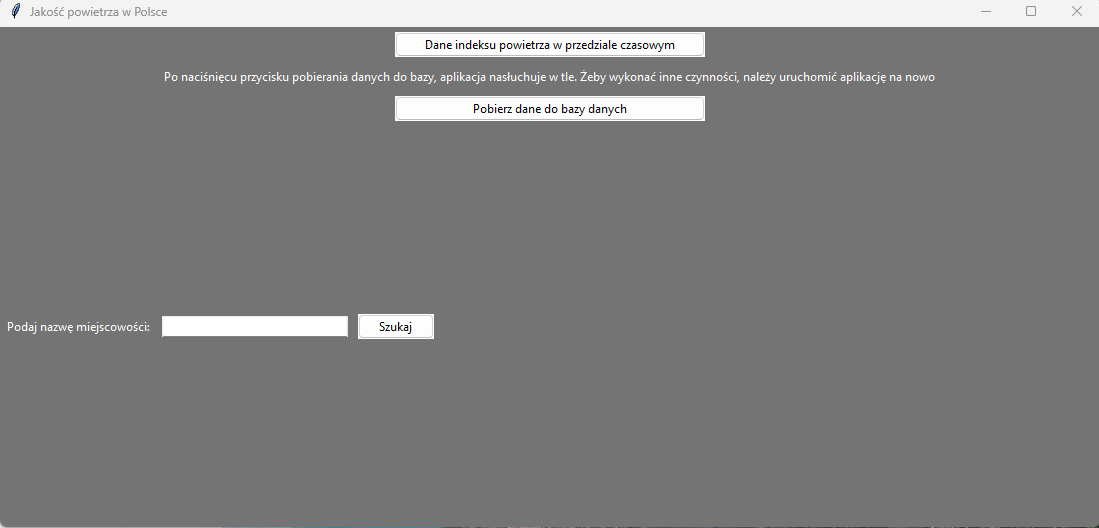 Jakość powietrza w Polsce
Dane indeksu powietrza w przedziale czasowym
Po naciśnięcu przycisku pobierania danych do bazy, aplikacja nasłuchuje w tle. Żeby wykonać inne czynności, należy uruchomić aplikację na nowo
Pobierz dane do bazy danych
Podaj nazwę miejscowości: Szukaj